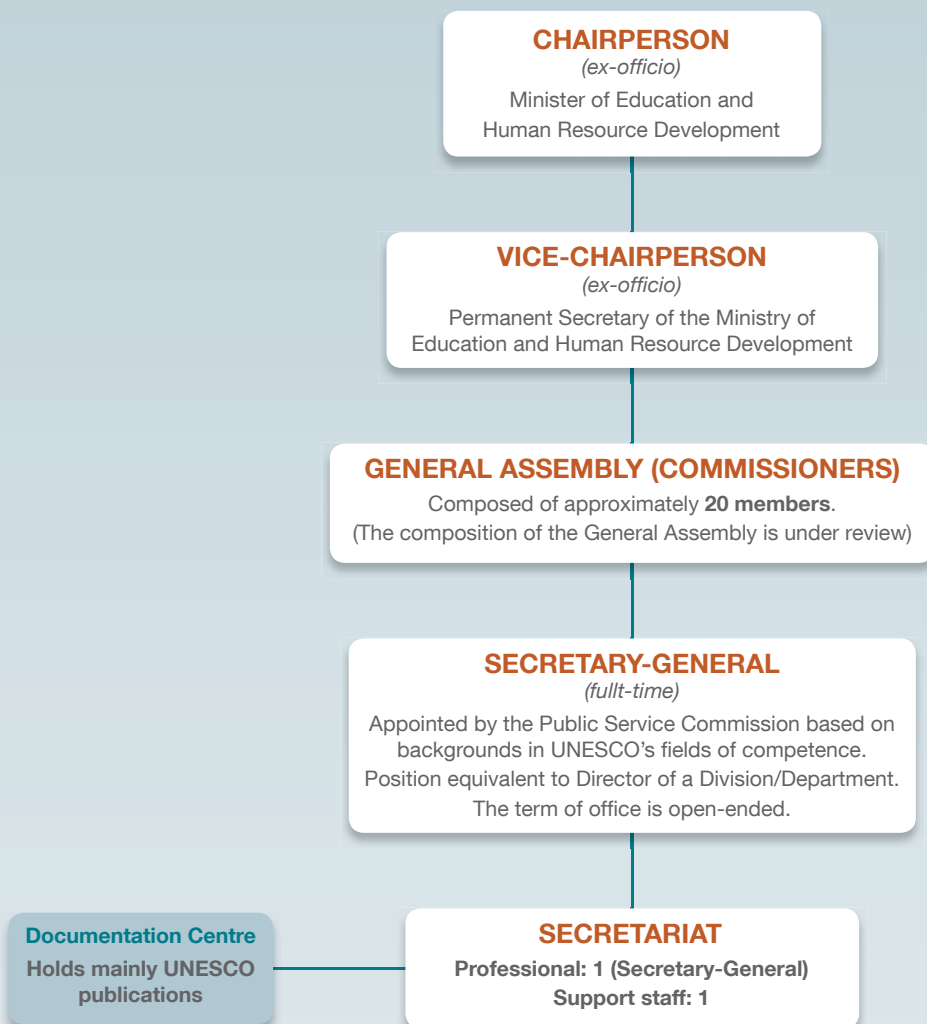 CHAIRPERSON
(ex-officio)
Minister of Education and
Human Resource Development
VICE-CHAIRPERSON
(ex-officio)
Permanent Secretary of the Ministry of
Education and Human Resource Development
GENERAL ASSEMBLY (COMMISSIONERS)
Composed of approximately 20 members.
(The composition of the General Assembly is under review)
SECRETARY-GENERAL
(fullt-time)
Appointed by the Public Service Commission based on
backgrounds in UNESCO’s fields of competence.
Position equivalent to Director of a Division/Department.
The term of office is open-ended.
Documentation Centre
Holds mainly UNESCO
publications
SECRETARIAT
Professional: 1 (Secretary-General)
Support staff: 1